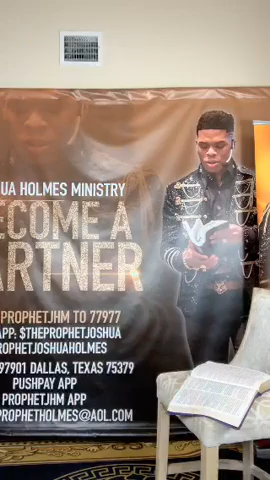 UA HOLMES MINISTRY
ECOME A
ARTNER
PROPHETJHM TO 77977
APP: $THEPROPHETJOSHUA
ROPHETJOSHUAHOLMES
97901 DALLAS, TEXAS 75379
PUSHPAY APP
PROPHETJHM APP
PROPHETHOLMES@AOL.COM